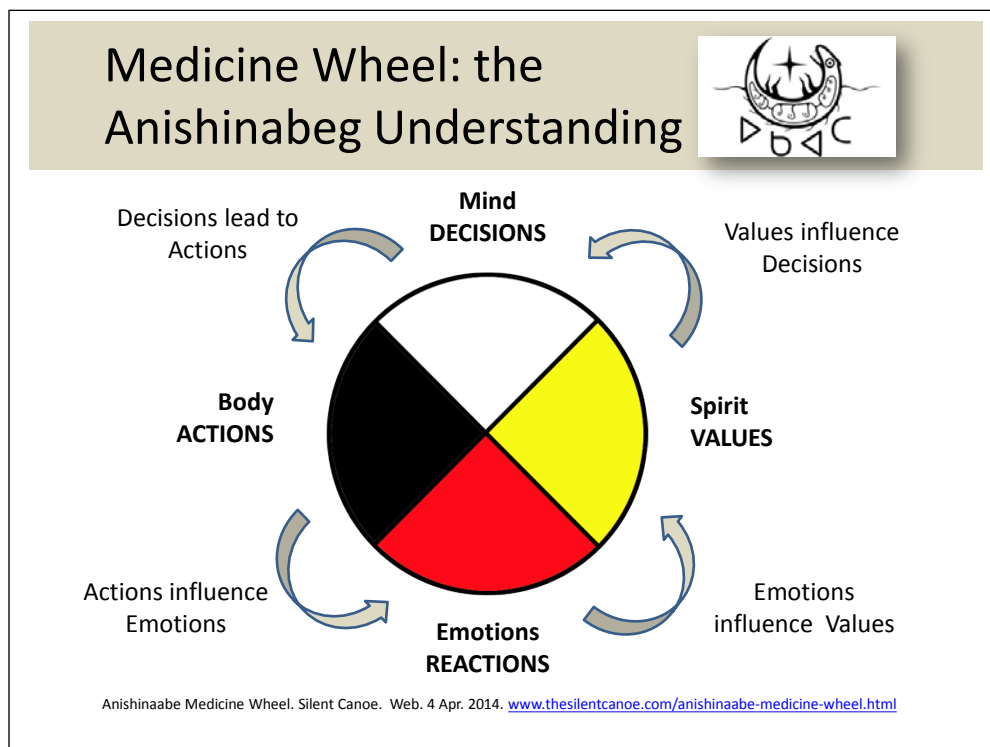 Medicine Wheel: the
Anishinabeg Understanding
ᐅᑲᐊᑕ
Mind
DECISIONS
Decisions lead to
Actions
Values influence
Decisions
Body
ACTIONS
Spirit
VALUES
Actions influence
Emotions
Emotions
influence Values
Emotions
REACTIONS
Anishinaabe Medicine Wheel. Silent Canoe. Web. 4 Apr. 2014. www.thesilentcanoe.com/anishinaabe-medicine-wheel.html